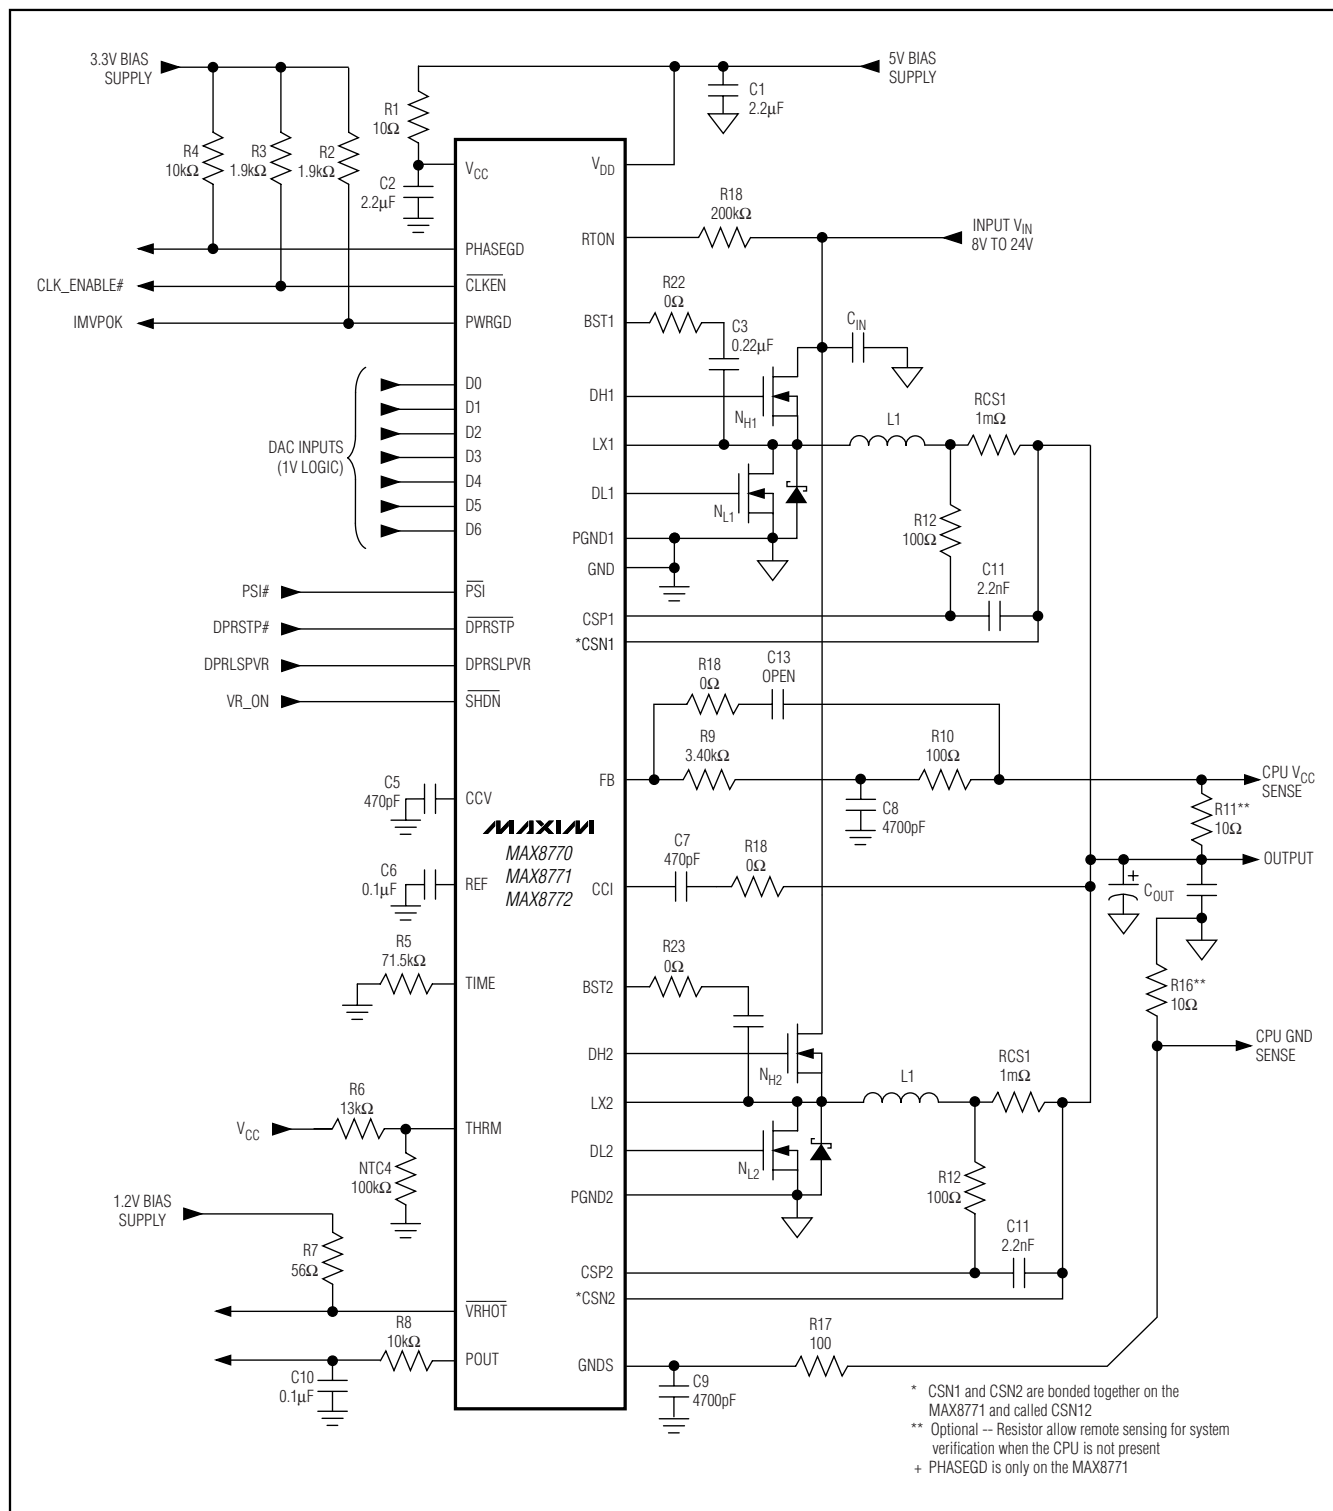 3.3V BIAS
SUPPLY
5V BIAS
SUPPLY
C1
2.2μF
R1
10Ω
R4
10kΩ
R3
1.9kΩ
R2
1.9kΩ
C2
2.2μF
VCC
VDD
R18
200kΩ
RTON
INPUT VIN
8V TO 24V
PHASEGD
CLK_ENABLE#
CLKEN
IMVPOK
PWRGD
R22
0Ω
BST1
C3
0.22μF
CIN
DH1
NH1
LX1
L1
RCS1
1mΩ
DL1
NL1
R12
100Ω
PGND1
GND
C11
2.2nF
CSP1
*CSN1
DAC INPUTS
(1V LOGIC)
D0
D1
D2
D3
D4
D5
D6
PSI#
PSI
DPRSTP#
DPRSTP
DPRLSPVR
DPRSLPVR
VR_ON
SHDN
R18
0Ω
C13
OPEN
FB
R9
3.40kΩ
R10
100Ω
C8
4700pF
CPU VCC
SENSE
R11**
10Ω
OUTPUT
C5
470pF
CCV
MAXIM
MAX8770
MAX8771
MAX8772
C6
0.1μF
REF
C7
470pF
R18
0Ω
CCI
+
COUT
R5
71.5kΩ
TIME
R23
0Ω
BST2
R16**
10Ω
CPU GND
SENSE
DH2
NH2
LX2
L1
RCS1
1mΩ
R6
13kΩ
VCC
THRM
NTC4
100kΩ
DL2
NL2
R12
100Ω
PGND2
C11
2.2nF
1.2V BIAS
SUPPLY
R7
56Ω
CSP2
*CSN2
VRHOT
R8
10kΩ
POUT
C10
0.1μF
GNDS
R17
100
C9
4700pF
* CSN1 and CSN2 are bonded together on the
MAX8771 and called CSN12
** Optional -- Resistor allow remote sensing for system
verification when the CPU is not present
+ PHASEGD is only on the MAX8771